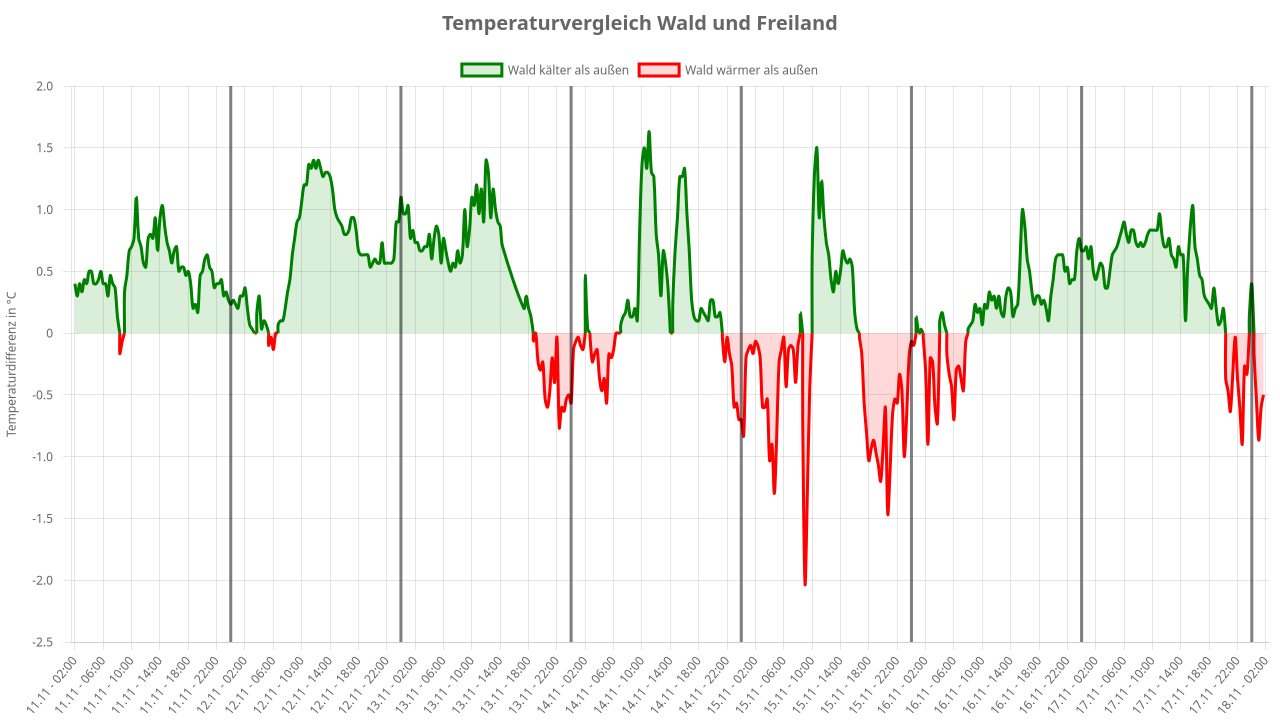 Temperaturvergleich Wald und Freiland
Wald kälter als außen Wald wärmer als außen
Temperaturdifferenz in °C
2.0
1.5
1.0
0.5
0
-0.5
-1.0
-1.5
-2.0
-2.5
11.11 - 02:00
11.11 - 06:00
11.11 - 10:00
11.11 - 14:00
11.11 - 18:00
11.11 - 22:00
12.11 - 02:00
12.11 - 06:00
12.11 - 10:00
12.11 - 14:00
12.11 - 18:00
12.11 - 22:00
13.11 - 02:00
13.11 - 06:00
13.11 - 10:00
13.11 - 14:00
13.11 - 18:00
13.11 - 22:00
14.11 - 02:00
14.11 - 06:00
14.11 - 10:00
14.11 - 14:00
14.11 - 18:00
14.11 - 22:00
15.11 - 02:00
15.11 - 06:00
15.11 - 10:00
15.11 - 14:00
15.11 - 18:00
15.11 - 22:00
16.11 - 02:00
16.11 - 06:00
16.11 - 10:00
16.11 - 14:00
16.11 - 18:00
16.11 - 22:00
17.11 - 02:00
17.11 - 06:00
17.11 - 10:00
17.11 - 14:00
17.11 - 18:00
17.11 - 22:00
18.11 - 02:00